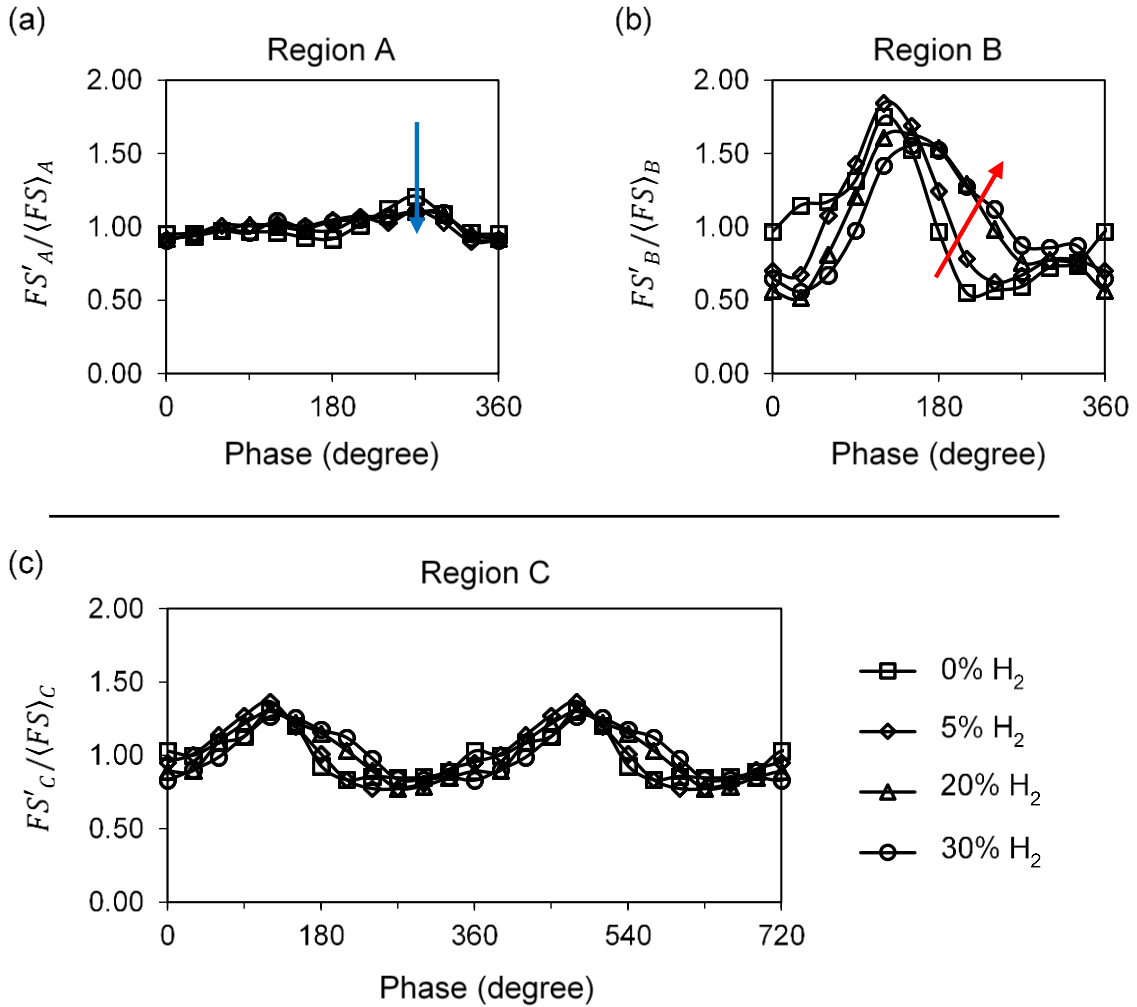 (a)
Region A
2.00
1.50
1.00
0.50
0.00
FS′A/⟨FS⟩A
0
180
360
Phase (degree)
(b)
Region B
2.00
1.50
1.00
0.50
0.00
FS′B/⟨FS⟩B
0
180
360
Phase (degree)
(c)
Region C
2.00
1.50
1.00
0.50
0.00
FS′C/⟨FS⟩C
0
180
360
540
720
Phase (degree)
0% H2
5% H2
20% H2
30% H2